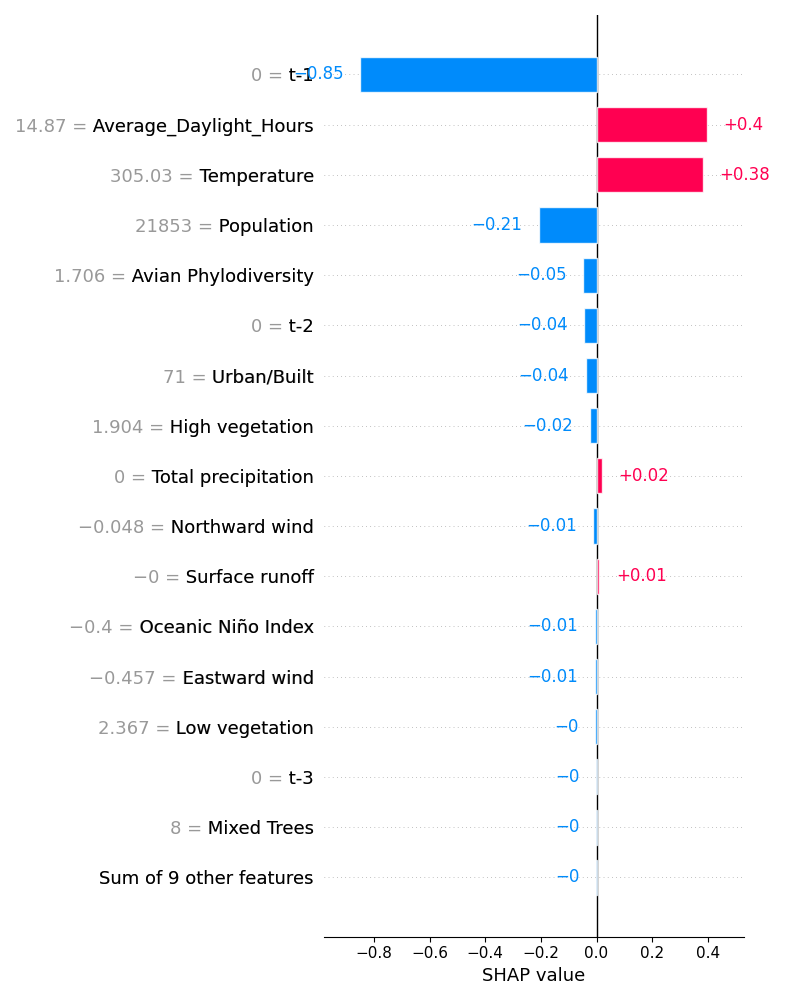 0 = t-1 −0.85
14.87 = Average_Daylight_Hours +0.4
305.03 = Temperature +0.38
21853 = Population −0.21
1.706 = Avian Phylodiversity −0.05
0 = t-2 −0.04
71 = Urban/Built −0.04
1.904 = High vegetation −0.02
0 = Total precipitation +0.02
−0.048 = Northward wind −0.01
−0 = Surface runoff +0.01
−0.4 = Oceanic Niño Index −0.01
−0.457 = Eastward wind −0.01
2.367 = Low vegetation −0
0 = t-3 −0
8 = Mixed Trees −0
Sum of 9 other features −0
−0.8 −0.6 −0.4 −0.2 0.0 0.2 0.4
SHAP value